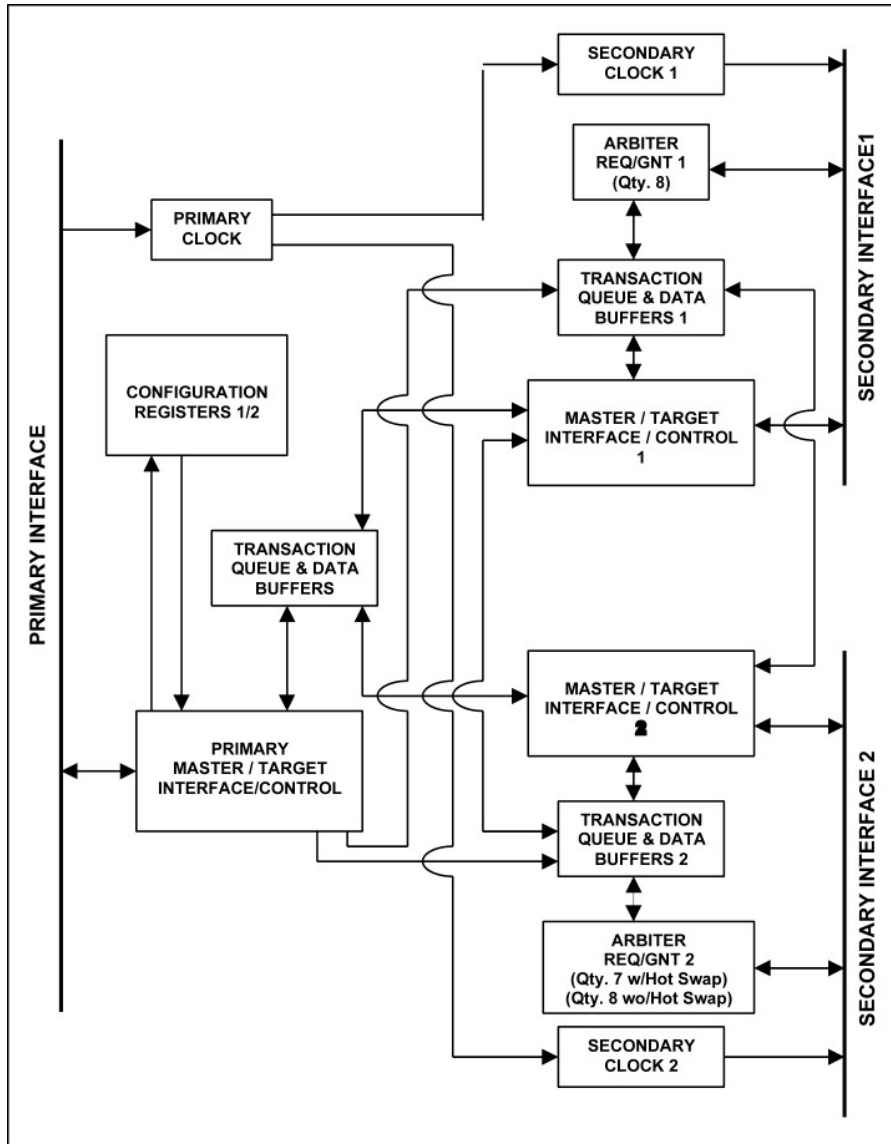 SECONDARY
CLOCK 1
ARBITER
REQ/GNT 1
(Qty. 8)
PRIMARY
CLOCK
TRANSACTION
QUEUE & DATA
BUFFERS 1
SECONDARY INTERFACE1
CONFIGURATION
REGISTERS 1/2
MASTER / TARGET
INTERFACE / CONTROL
1
PRIMARY INTERFACE
TRANSACTION
QUEUE & DATA
BUFFERS
MASTER / TARGET
INTERFACE / CONTROL
2
PRIMARY
MASTER / TARGET
INTERFACE/CONTROL
TRANSACTION
QUEUE & DATA
BUFFERS 2
SECONDARY INTERFACE 2
ARBITER
REQ/GNT 2
(Qty. 7 w/Hot Swap)
(Qty. 8 wo/Hot Swap)
SECONDARY
CLOCK 2